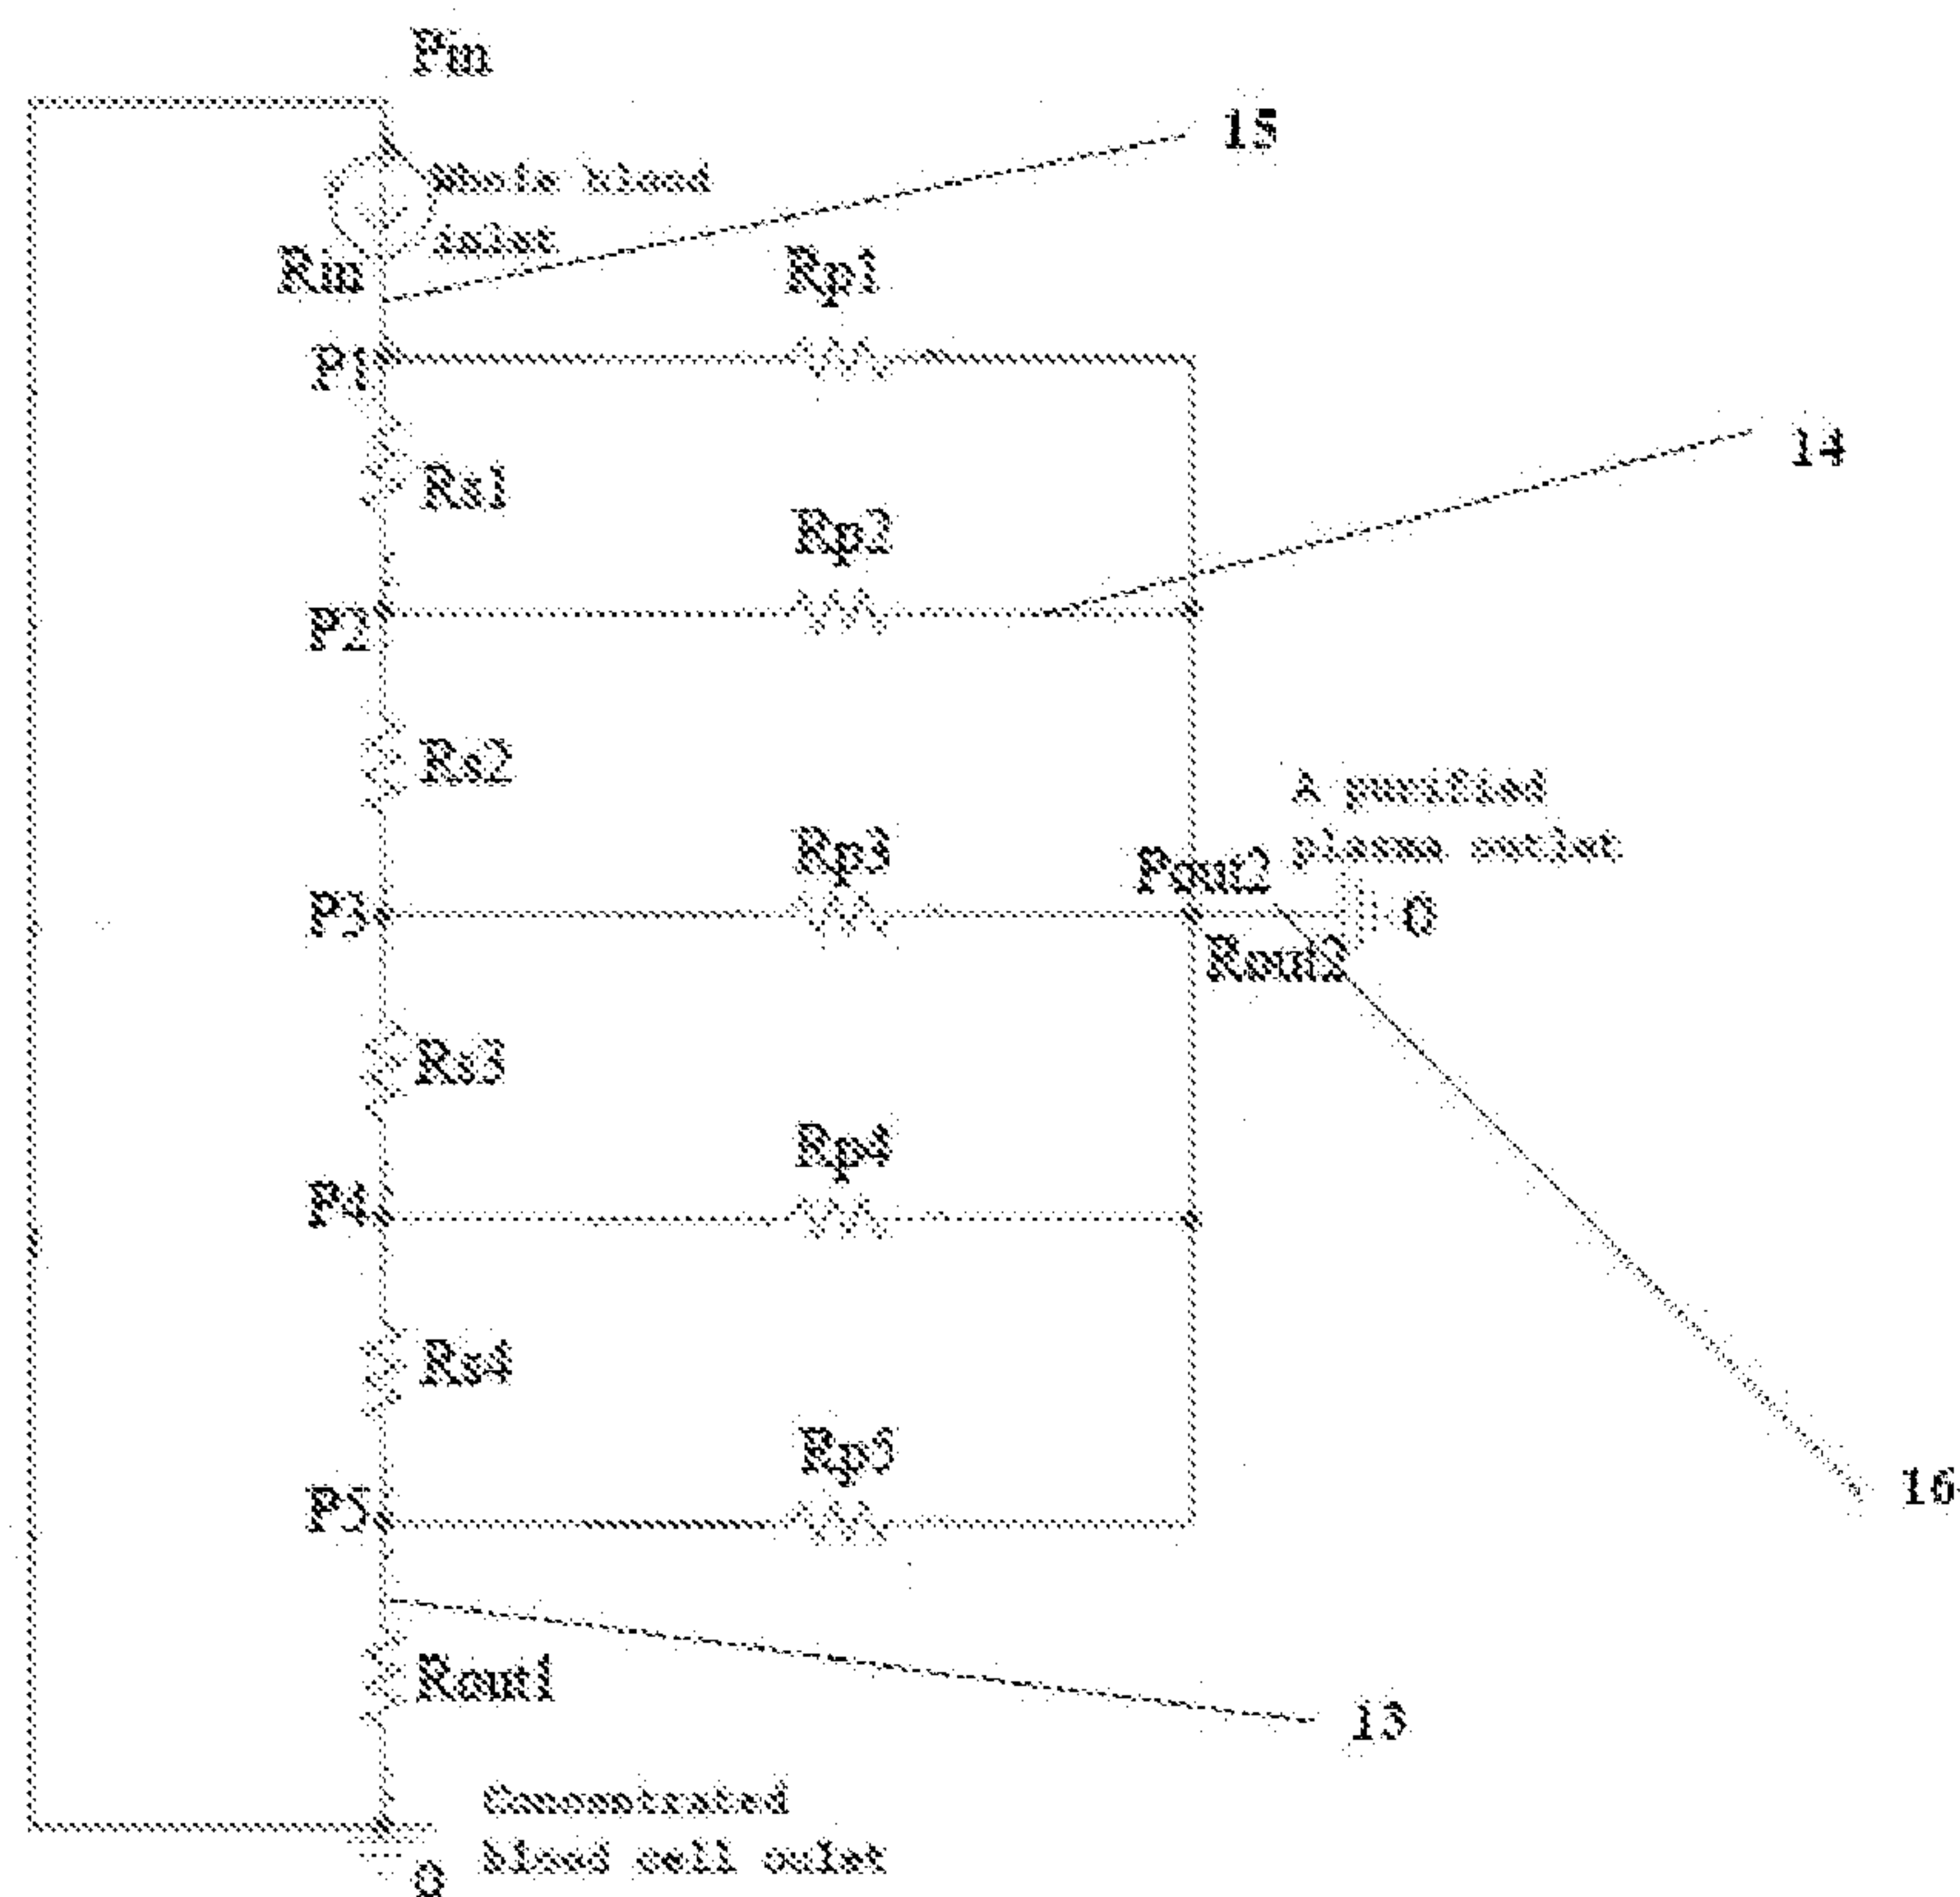 Pin
15
Whole blood
inlet
Rin
Rp1
P1
14
Rs1
Rp2
P2
Rs2
A purified
plasma outlet
Rp3
Pout2
P3
0
Rout2
Rs3
Rp4
P4
Rs4
Rp5
16
P5
Rout1
13
Concentrated
blood cell outlet
0